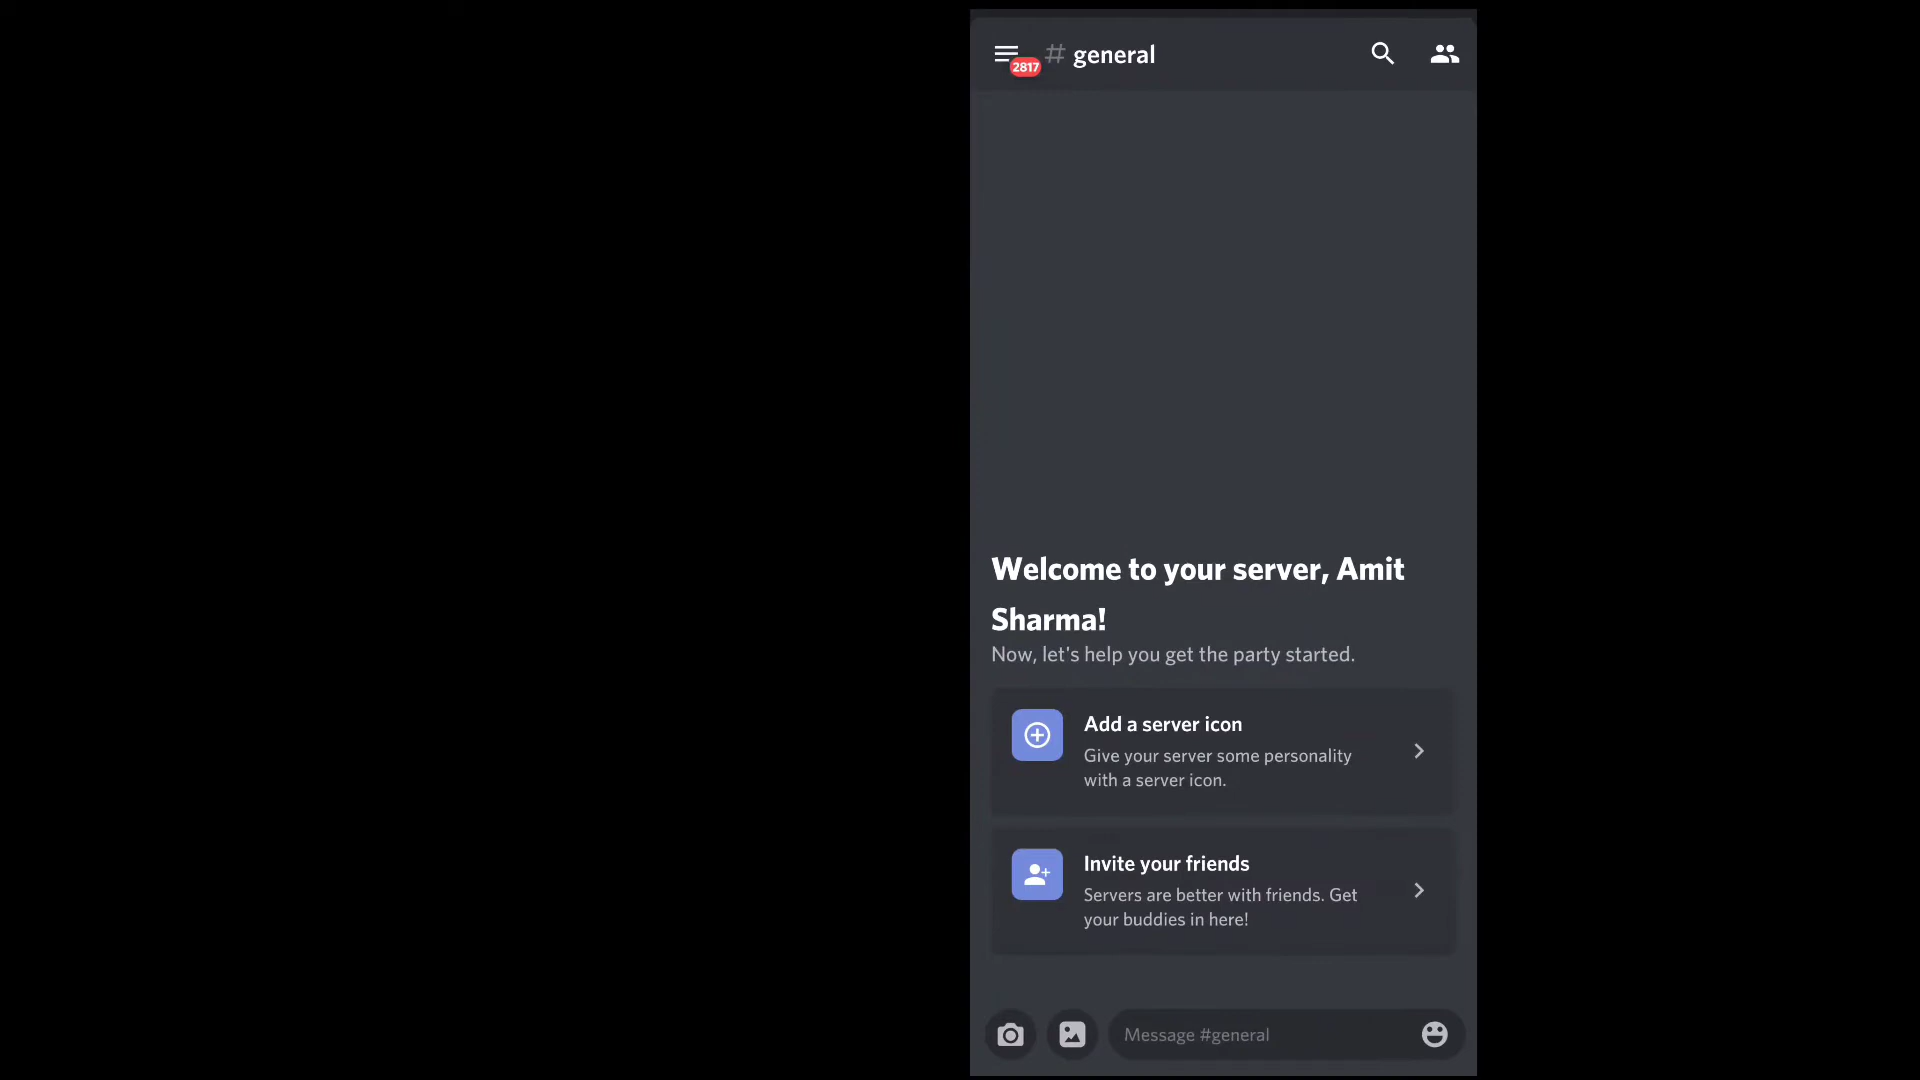 2817
# general
Welcome to your server, Amit
Sharma!
Now, let's help you get the party started.
Add a server icon
Give your server some personality
with a server icon.
Invite your friends
Servers are better with friends. Get
your buddies in here!
Message #general